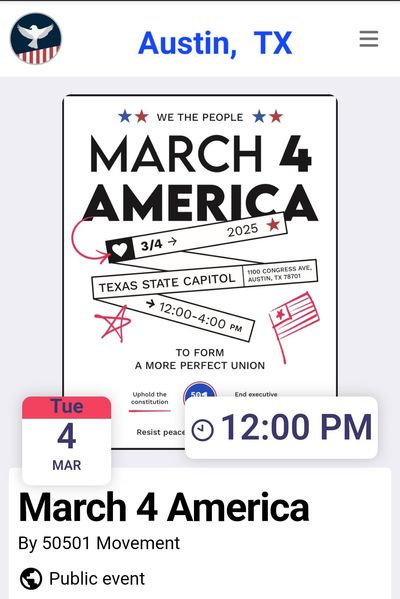 Austin, TX
WE THE PEOPLE
MARCH 4
AMERICA
3/4 → 2025
TEXAS STATE CAPITOL
1100 CONGRESS AVE,
AUSTIN, TX 78701
→ 12:00-4:00 PM
TO FORM
A MORE PERFECT UNION
Uphold the
constitution
End executive
Resist peace
Tue
4
MAR
12:00 PM
March 4 America
By 50501 Movement
Public event